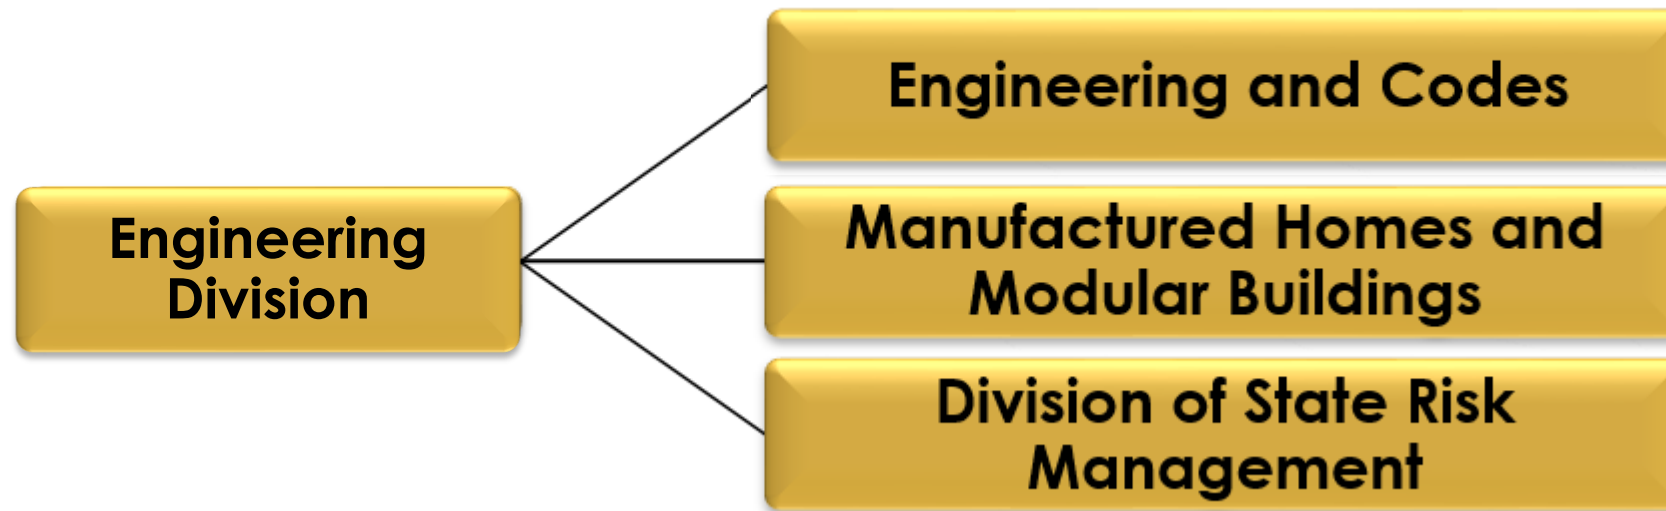 Engineering
Division
Engineering and Codes
Manufactured Homes and
Modular Buildings
Division of State Risk
Management